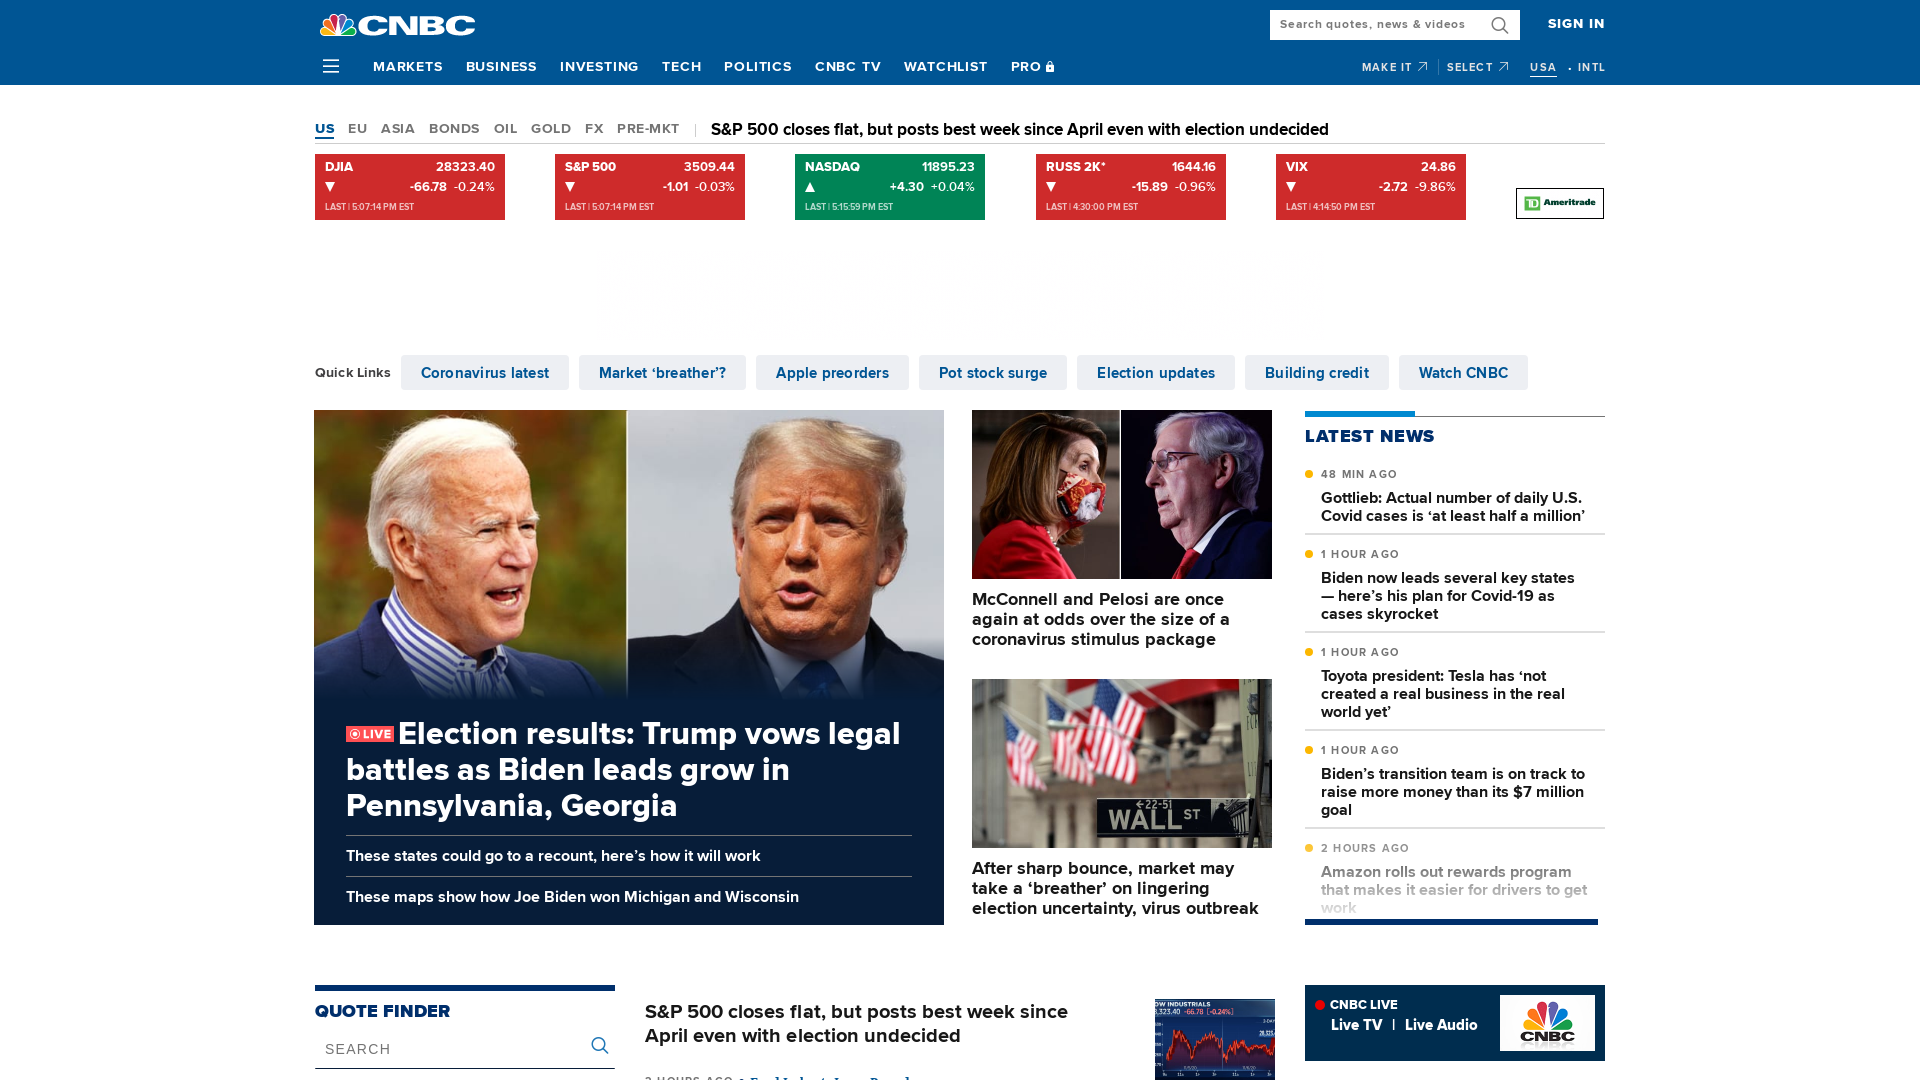 CNBC
Search quotes, news & videos
SIGN IN
MARKETS BUSINESS INVESTING TECH POLITICS CNBC TV WATCHLIST PRO
MAKE IT SELECT USA • INTL
US EU ASIA BONDS OIL GOLD FX PRE-MKT
S&P 500 closes flat, but posts best week since April even with election undecided
DJIA 28323.40
-66.78 -0.24%
LAST | 5:07:14 PM EST
S&P 500 3509.44
-1.01 -0.03%
LAST | 5:07:14 PM EST
NASDAQ 11895.23
+4.30 +0.04%
LAST | 5:15:59 PM EST
RUSS 2K* 1644.16
-15.89 -0.96%
LAST | 4:30:00 PM EST
VIX 24.86
-2.72 -9.86%
LAST | 4:14:50 PM EST
TD Ameritrade
Quick Links Coronavirus latest Market ‘breather’? Apple preorders Pot stock surge Election updates Building credit Watch CNBC
LIVE Election results: Trump vows legal
battles as Biden leads grow in
Pennsylvania, Georgia
These states could go to a recount, here’s how it will work
These maps show how Joe Biden won Michigan and Wisconsin
McConnell and Pelosi are once
again at odds over the size of a
coronavirus stimulus package
22-51
WALL ST
After sharp bounce, market may
take a ‘breather’ on lingering
election uncertainty, virus outbreak
LATEST NEWS
48 MIN AGO
Gottlieb: Actual number of daily U.S.
Covid cases is ‘at least half a million’
1 HOUR AGO
Biden now leads several key states
— here’s his plan for Covid-19 as
cases skyrocket
1 HOUR AGO
Toyota president: Tesla has ‘not
created a real business in the real
world yet’
1 HOUR AGO
Biden’s transition team is on track to
raise more money than its $7 million
goal
2 HOURS AGO
Amazon rolls out rewards program
that makes it easier for drivers to get
work
QUOTE FINDER
SEARCH
S&P 500 closes flat, but posts best week since
April even with election undecided
OW INDUSTRIALS
-66.78 [-0.24%]
CNBC LIVE
Live TV | Live Audio
CNBC